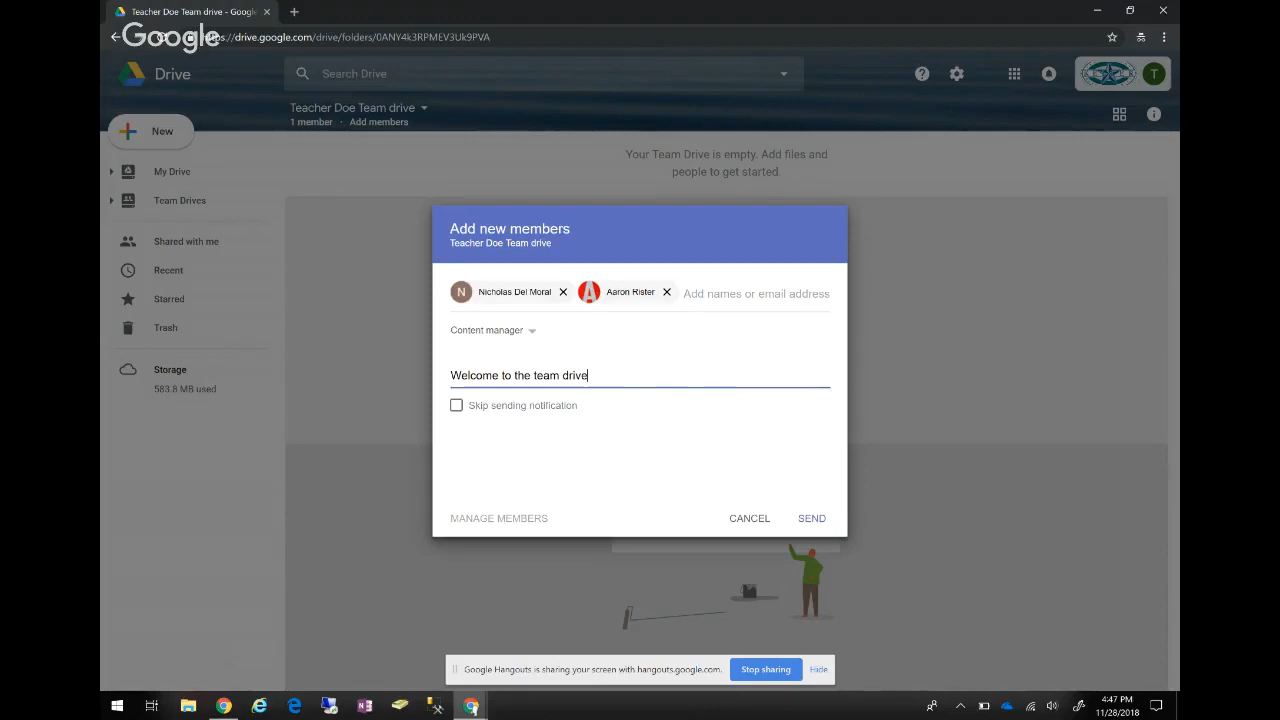 Teacher Doe Team drive - Google
Google
://drive.google.com/drive/folders/0ANY4k3RPMEV3Uk9PVA
Drive
Search Drive
T
Teacher Doe Team drive
1 member • Add members
New
Your Team Drive is empty. Add files and
people to get started.
My Drive
Team Drives
Shared with me
Recent
Starred
Trash
Storage
583.8 MB used
Add new members
Teacher Doe Team drive
N Nicholas Del Moral
A Aaron Rister
Add names or email address
Content manager
Welcome to the team drive
Skip sending notification
MANAGE MEMBERS
CANCEL
SEND
Google Hangouts is sharing your screen with hangouts.google.com.
Stop sharing
Hide
4:47 PM
11/28/2018